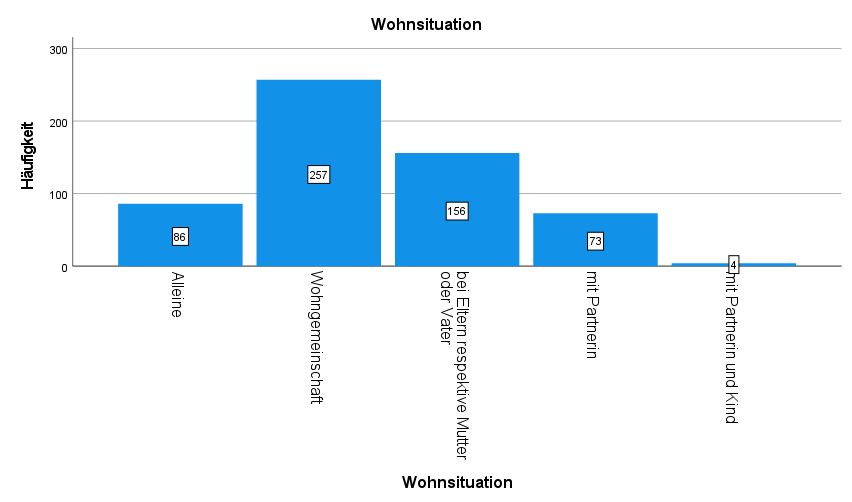 Wohnsituation
Häufigkeit
300
200
100
0
86
257
156
73
4
Alleine
Wohngemeinschaft
bei Eltern respektive Mutter
oder Vater
mit Partnerin
mit Partnerin und Kind
Wohnsituation